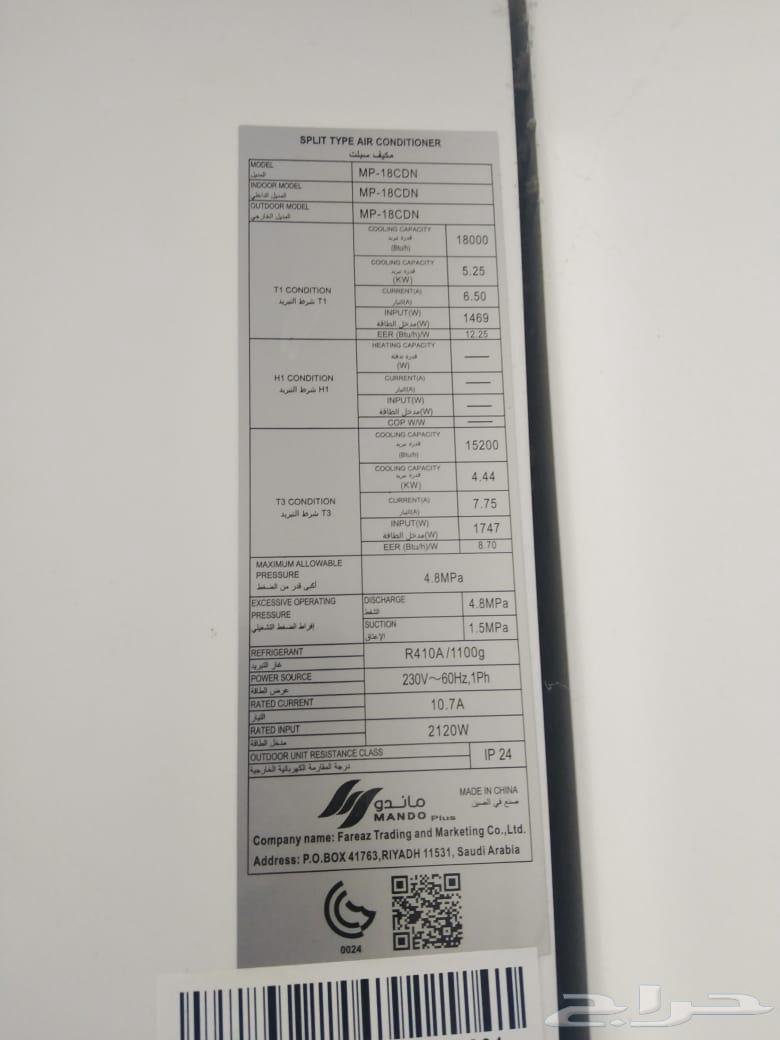 SPLIT TYPE AIR CONDITIONER
مكيف سبلت
MODEL
المديل
MP-18CDN
INDOOR MODEL
المديل الداخلي
MP-18CDN
OUTDOOR MODEL
المديل الخارجي
MP-18CDN
T1 CONDITION
T1 شرط التبريد
COOLING CAPACITY
قدرة تبريد
(Btu/h)
18000
COOLING CAPACITY
قدرة تبريد
(KW)
5.25
CURRENT(A)
التيار(A)
6.50
INPUT(W)
مدخل الطاقة(W)
1469
EER (Btu/h)/W
12.25
H1 CONDITION
H1 شرط التبريد
HEATING CAPACITY
قدرة تدفئة
(W)
——
CURRENT(A)
التيار(A)
——
INPUT(W)
مدخل الطاقة(W)
——
COP W/W
——
T3 CONDITION
T3 شرط التبريد
COOLING CAPACITY
قدرة تبريد
(Btu/h)
15200
COOLING CAPACITY
قدرة تبريد
(KW)
4.44
CURRENT(A)
التيار(A)
7.75
INPUT(W)
مدخل الطاقة(W)
1747
EER (Btu/h)/W
8.70
MAXIMUM ALLOWABLE
PRESSURE
أكبى قدر من الضغط
4.8MPa
EXCESSIVE OPERATING
PRESSURE
إفراط الضغط التشغيلي
DISCHARGE
الشفط
4.8MPa
SUCTION
الإعتاق
1.5MPa
REFRIGERANT
غاز التبريد
R410A/1100g
POWER SOURCE
عرض الطاقة
230V～60Hz,1Ph
RATED CURRENT
التيار
10.7A
RATED INPUT
مدخل الطاقة
2120W
OUTDOOR UNIT RESISTANCE CLASS
درجة المقارمة الكهربائية الخارجية
IP 24
ماندو
MANDO Plus
MADE IN CHINA
صنع في الصين
Company name: Fareaz Trading and Marketing Co.,Ltd.
Address: P.O.BOX 41763,RIYADH 11531, Saudi Arabia
0024
حراج